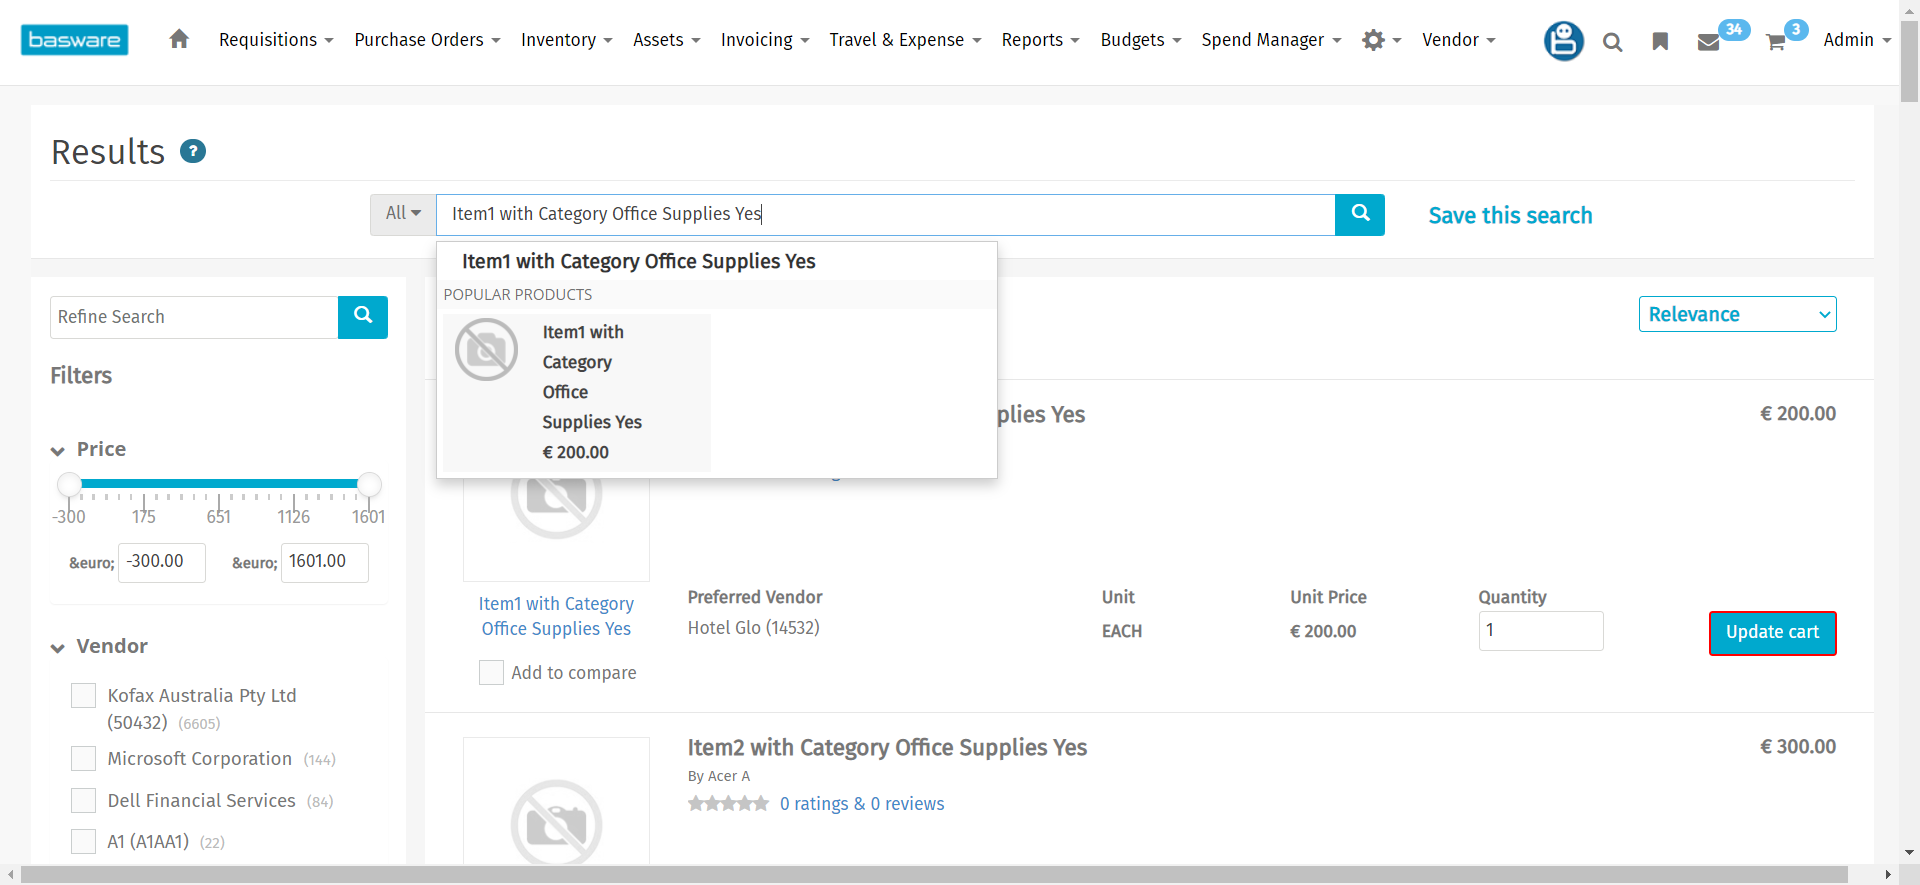 basware
Requisitions
Purchase Orders
Inventory
Assets
Invoicing
Travel & Expense
Reports
Budgets
Spend Manager
Vendor
34
3
Admin
Results ?
All
Item1 with Category Office Supplies Yes
Save this search
Item1 with Category Office Supplies Yes
POPULAR PRODUCTS
Item1 with
Category
Office
Supplies Yes
€ 200.00
Refine Search
Filters
Price
-300 175 651 1126 1601
&euro; -300.00 &euro; 1601.00
Vendor
Kofax Australia Pty Ltd
(50432) (6605)
Microsoft Corporation (144)
Dell Financial Services (84)
A1 (A1AA1) (22)
Relevance
plies Yes
€ 200.00
Item1 with Category
Office Supplies Yes
Add to compare
Preferred Vendor
Hotel Glo (14532)
Unit
EACH
Unit Price
€ 200.00
Quantity
1
Update cart
Item2 with Category Office Supplies Yes
€ 300.00
By Acer A
0 ratings & 0 reviews